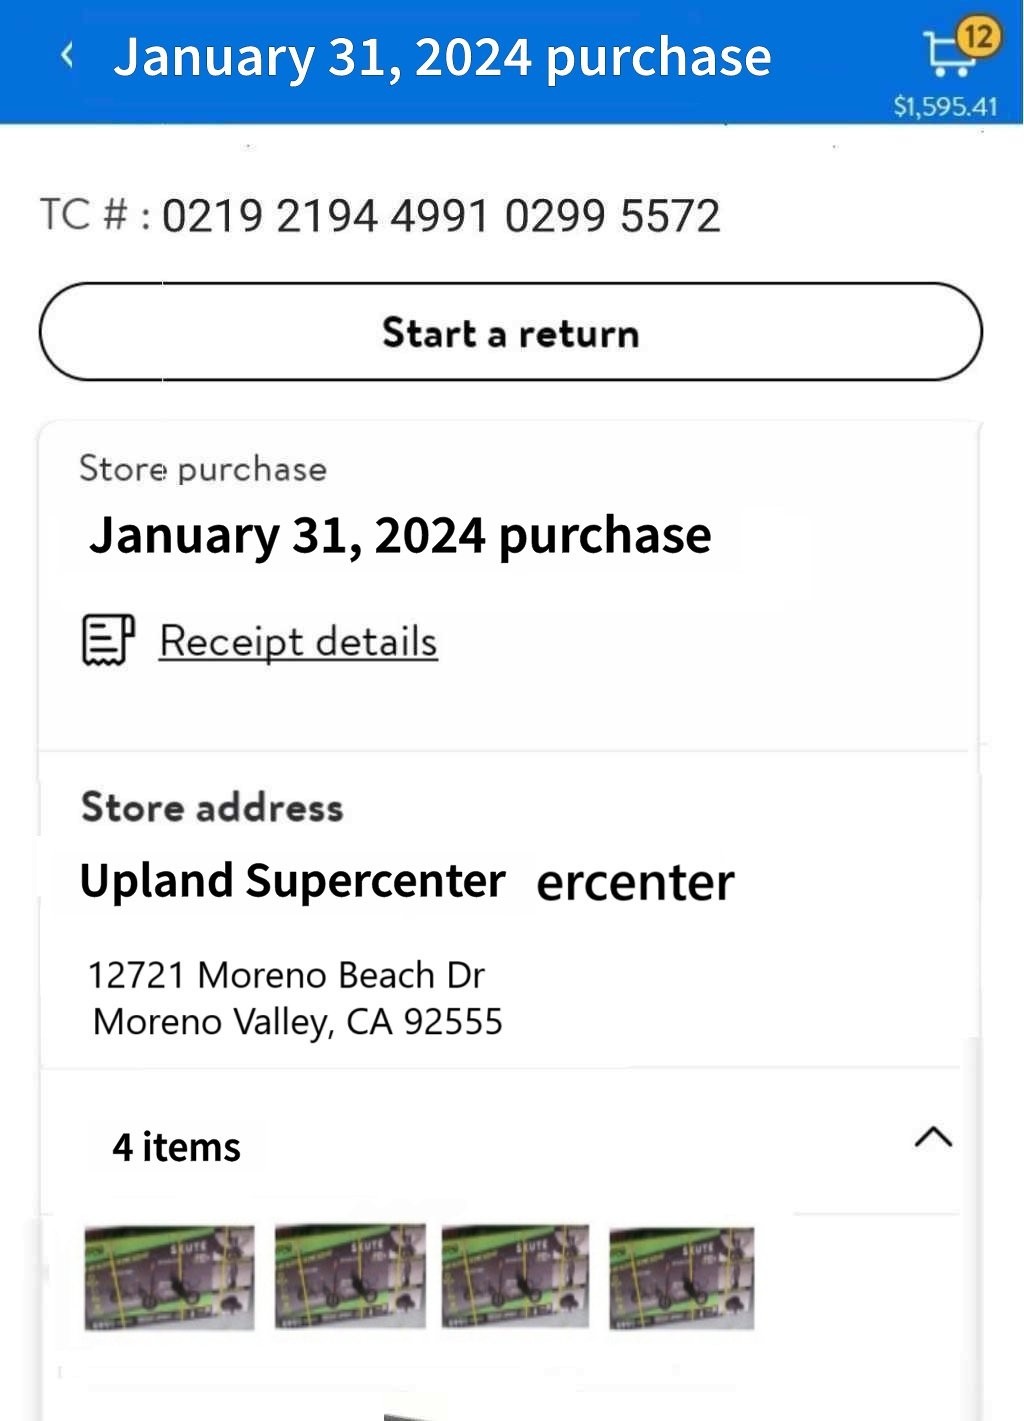 January 31, 2024 purchase
12
$1,595.41
TC # : 0219 2194 4991 0299 5572
Start a return
Store purchase
January 31, 2024 purchase
Receipt details
Store address
Upland Supercenter ercenter
12721 Moreno Beach Dr
Moreno Valley, CA 92555
4 items